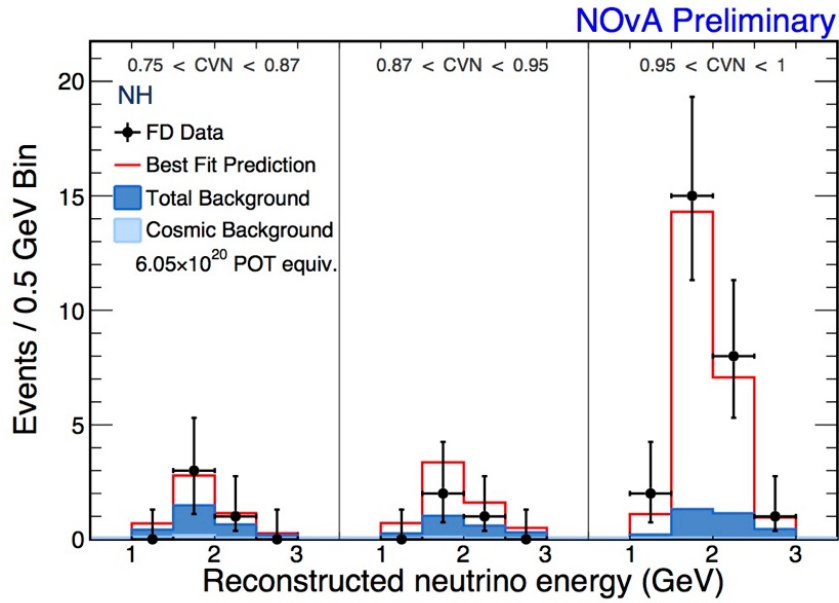 NOνA Preliminary
0.75 < CVN < 0.87
0.87 < CVN < 0.95
0.95 < CVN < 1
NH
FD Data
Best Fit Prediction
Total Background
Cosmic Background
6.05×10²⁰ POT equiv.
Events / 0.5 GeV Bin
20
15
10
5
0
1 2 3 1 2 3 1 2 3
Reconstructed neutrino energy (GeV)